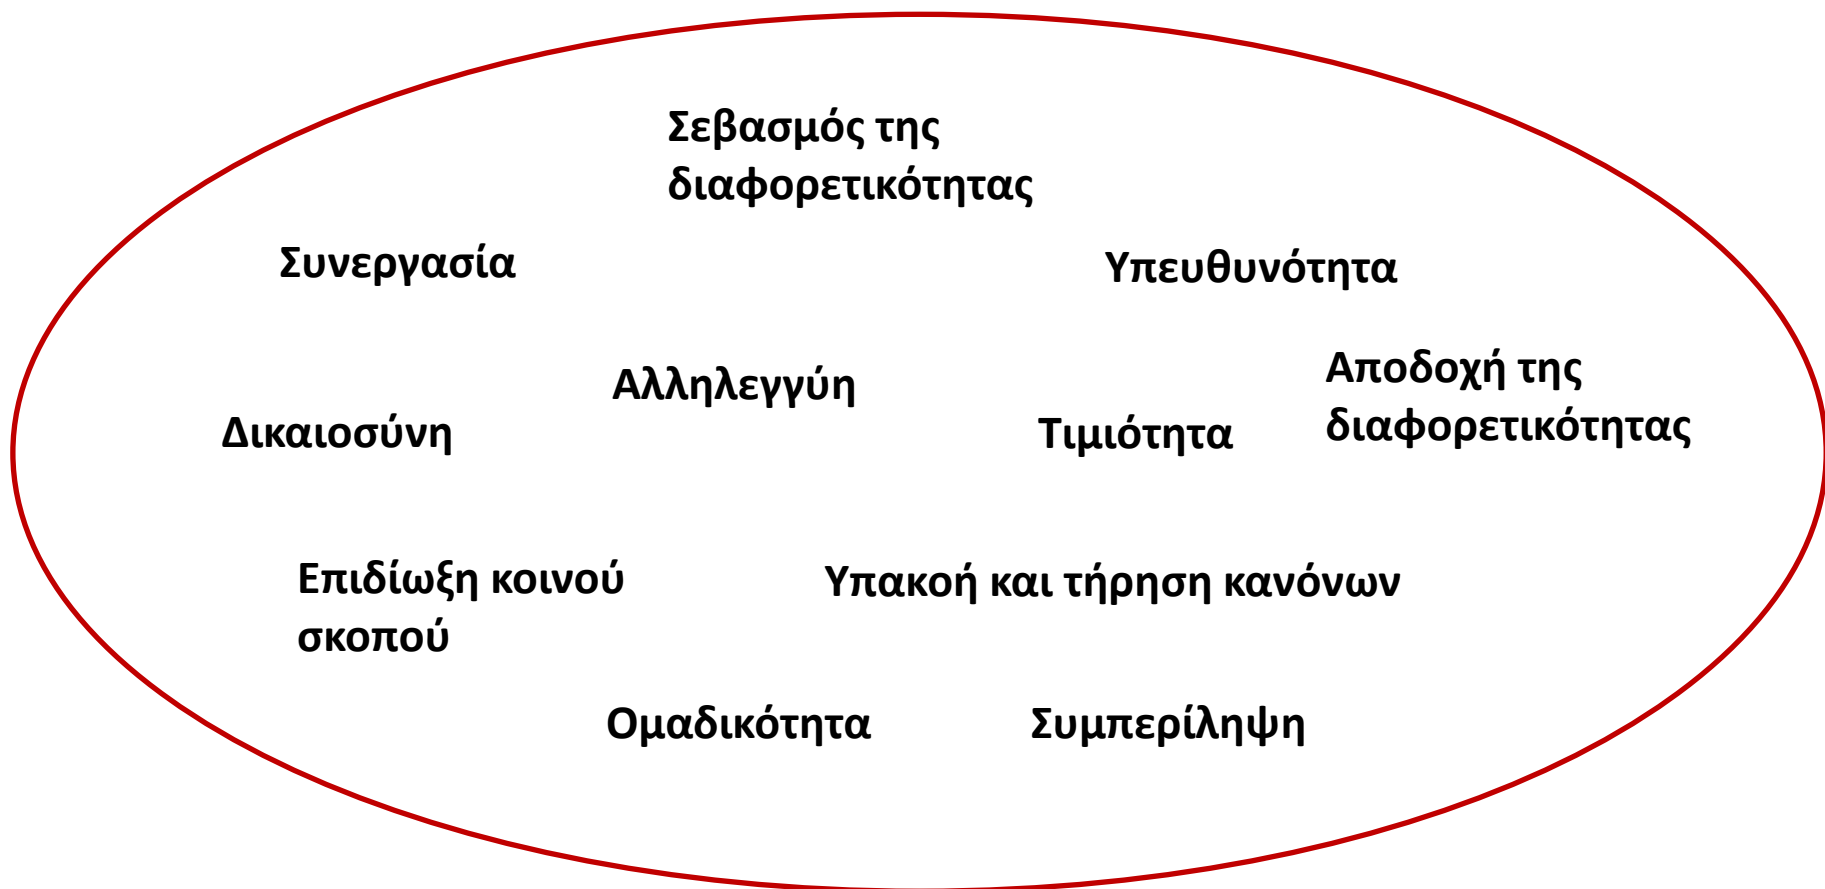 Σεβασμός της
διαφορετικότητας
Συνεργασία
Υπευθυνότητα
Αλληλεγγύη
Αποδοχή της
διαφορετικότητας
Δικαιοσύνη
Τιμιότητα
Επιδίωξη κοινού
σκοπού
Υπακοή και τήρηση κανόνων
Ομαδικότητα
Συμπερίληψη